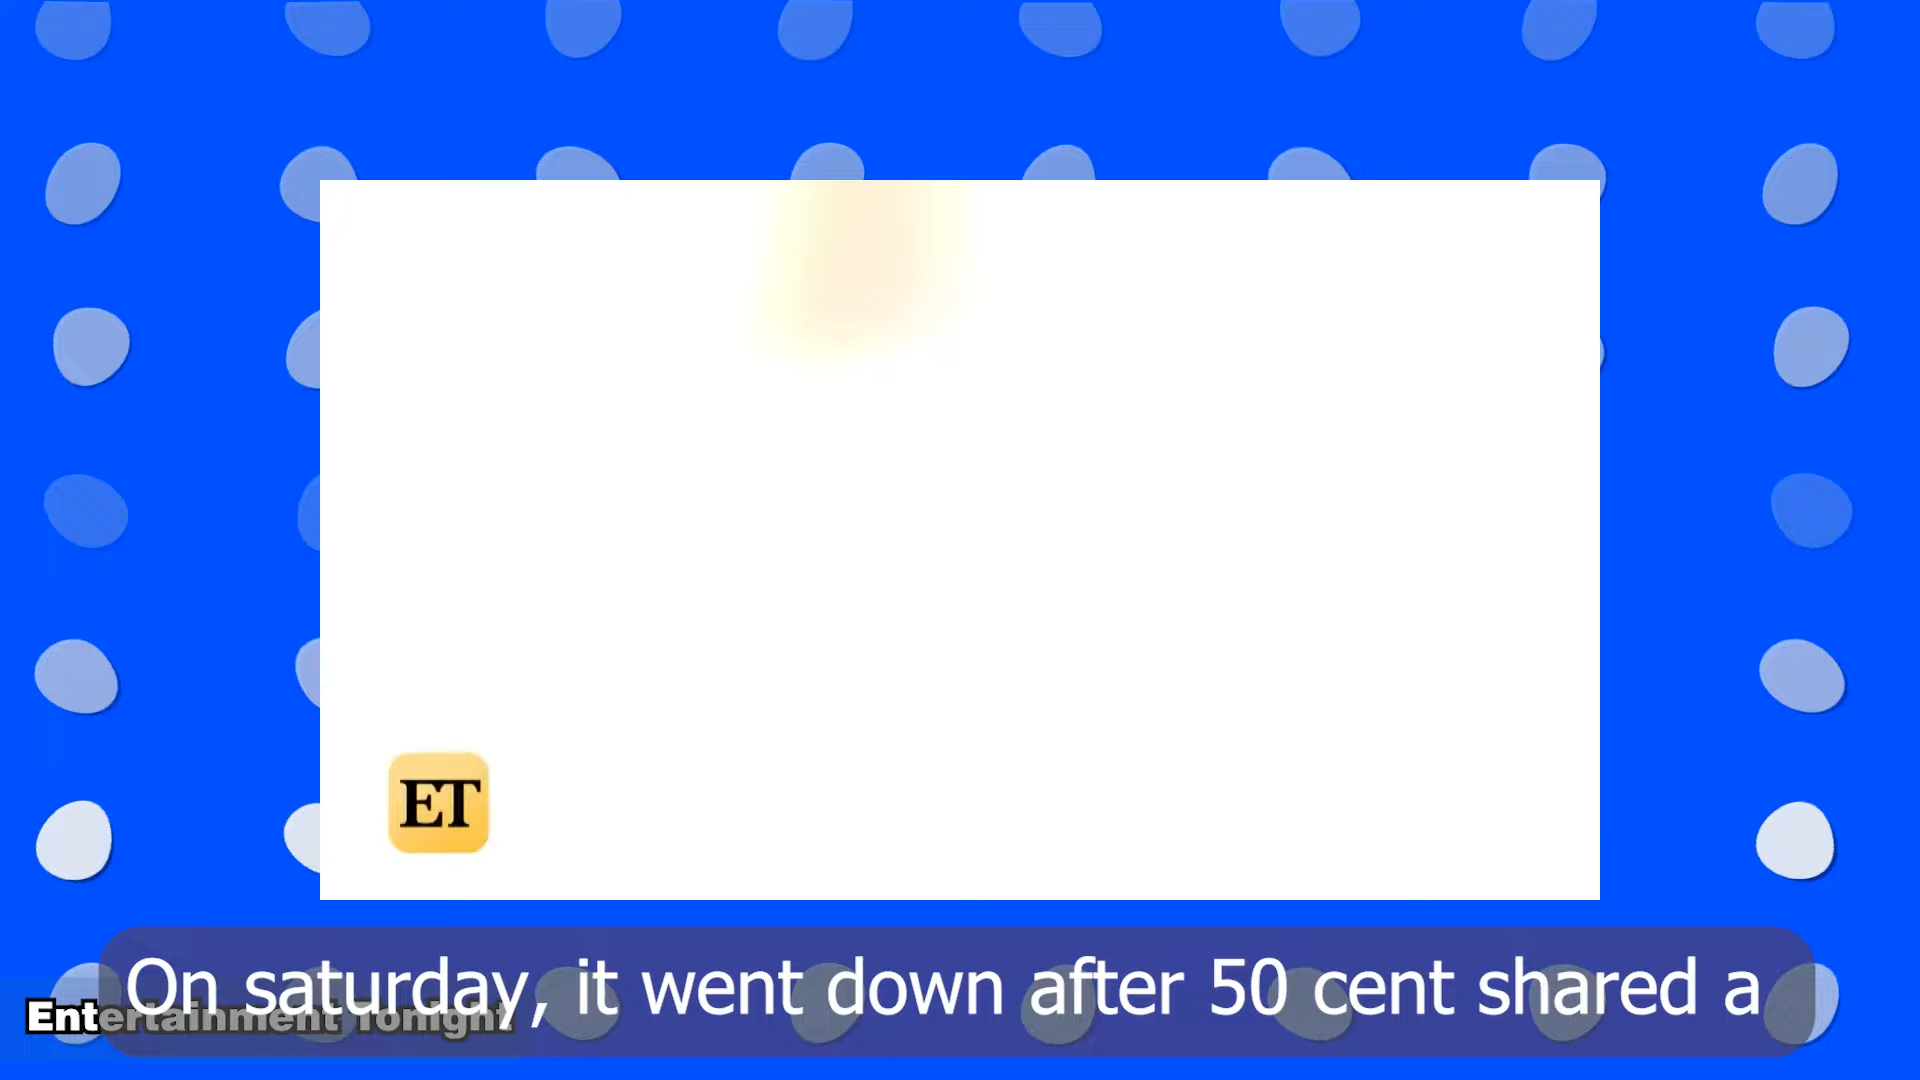 ET
On saturday, it went down after 50 cent shared a
Entertainment Tonight